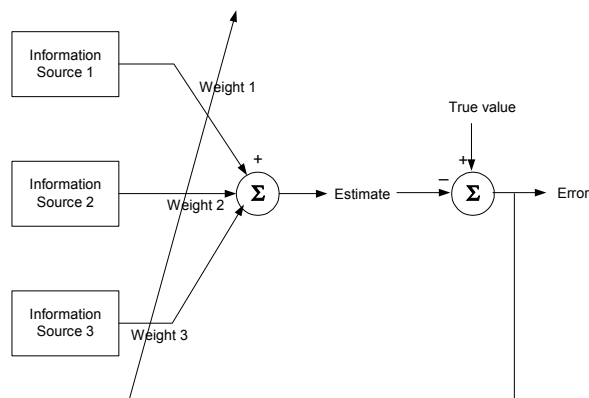 Information
Source 1
Weight 1
True value
+
+
Information
Source 2
Weight 2
Σ
Estimate
−
Σ
Error
Information
Source 3
Weight 3